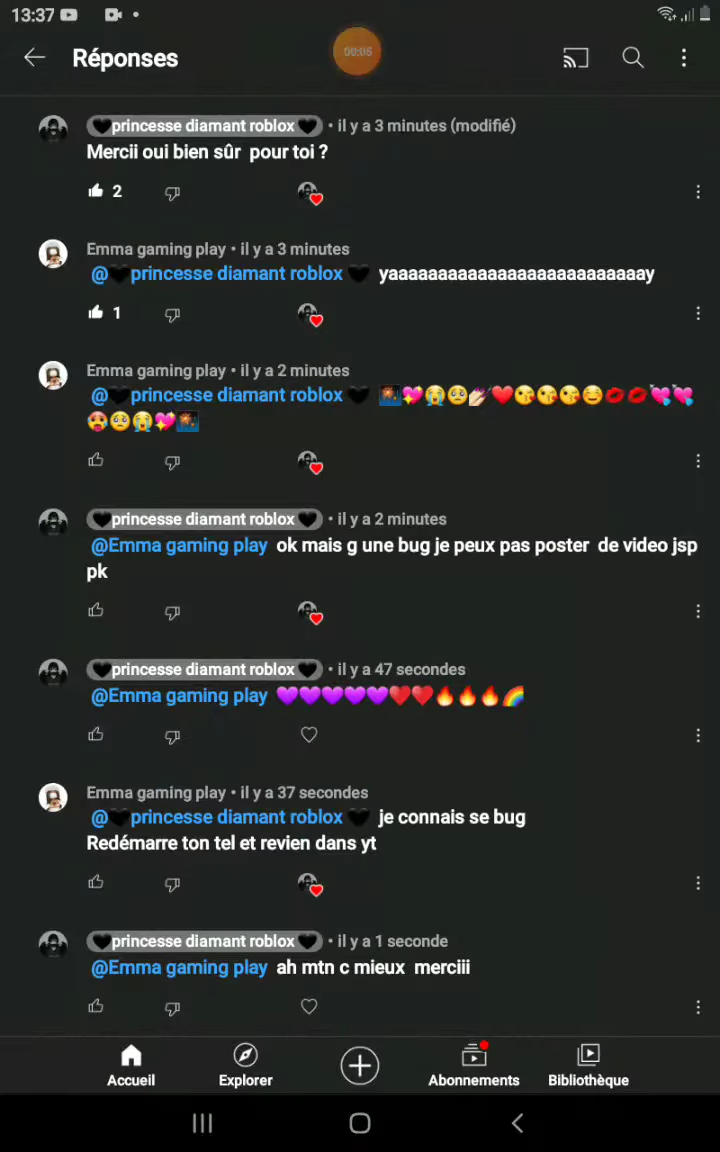 13:37
00:05
Réponses
🖤princesse diamant roblox🖤 • il y a 3 minutes (modifié)
Mercii oui bien sûr pour toi ?
2
Emma gaming play • il y a 3 minutes
@🖤princesse diamant roblox🖤 yaaaaaaaaaaaaaaaaaaaaaaaaaay
1
Emma gaming play • il y a 2 minutes
@🖤princesse diamant roblox🖤 🎆💖😭🥺💅🏻❤️😘😘😘😂💋💋💘💘
🥵🥺😭💖🎆
🖤princesse diamant roblox🖤 • il y a 2 minutes
@Emma gaming play ok mais g une bug je peux pas poster de video jsp
pk
🖤princesse diamant roblox🖤 • il y a 47 secondes
@Emma gaming play 💜💜💜💜💜❤️❤️🔥🔥🔥🌈
Emma gaming play • il y a 37 secondes
@🖤princesse diamant roblox🖤 je connais se bug
Redémarre ton tel et revien dans yt
🖤princesse diamant roblox🖤 • il y a 1 seconde
@Emma gaming play ah mtn c mieux merciii
Accueil Explorer Abonnements Bibliothèque